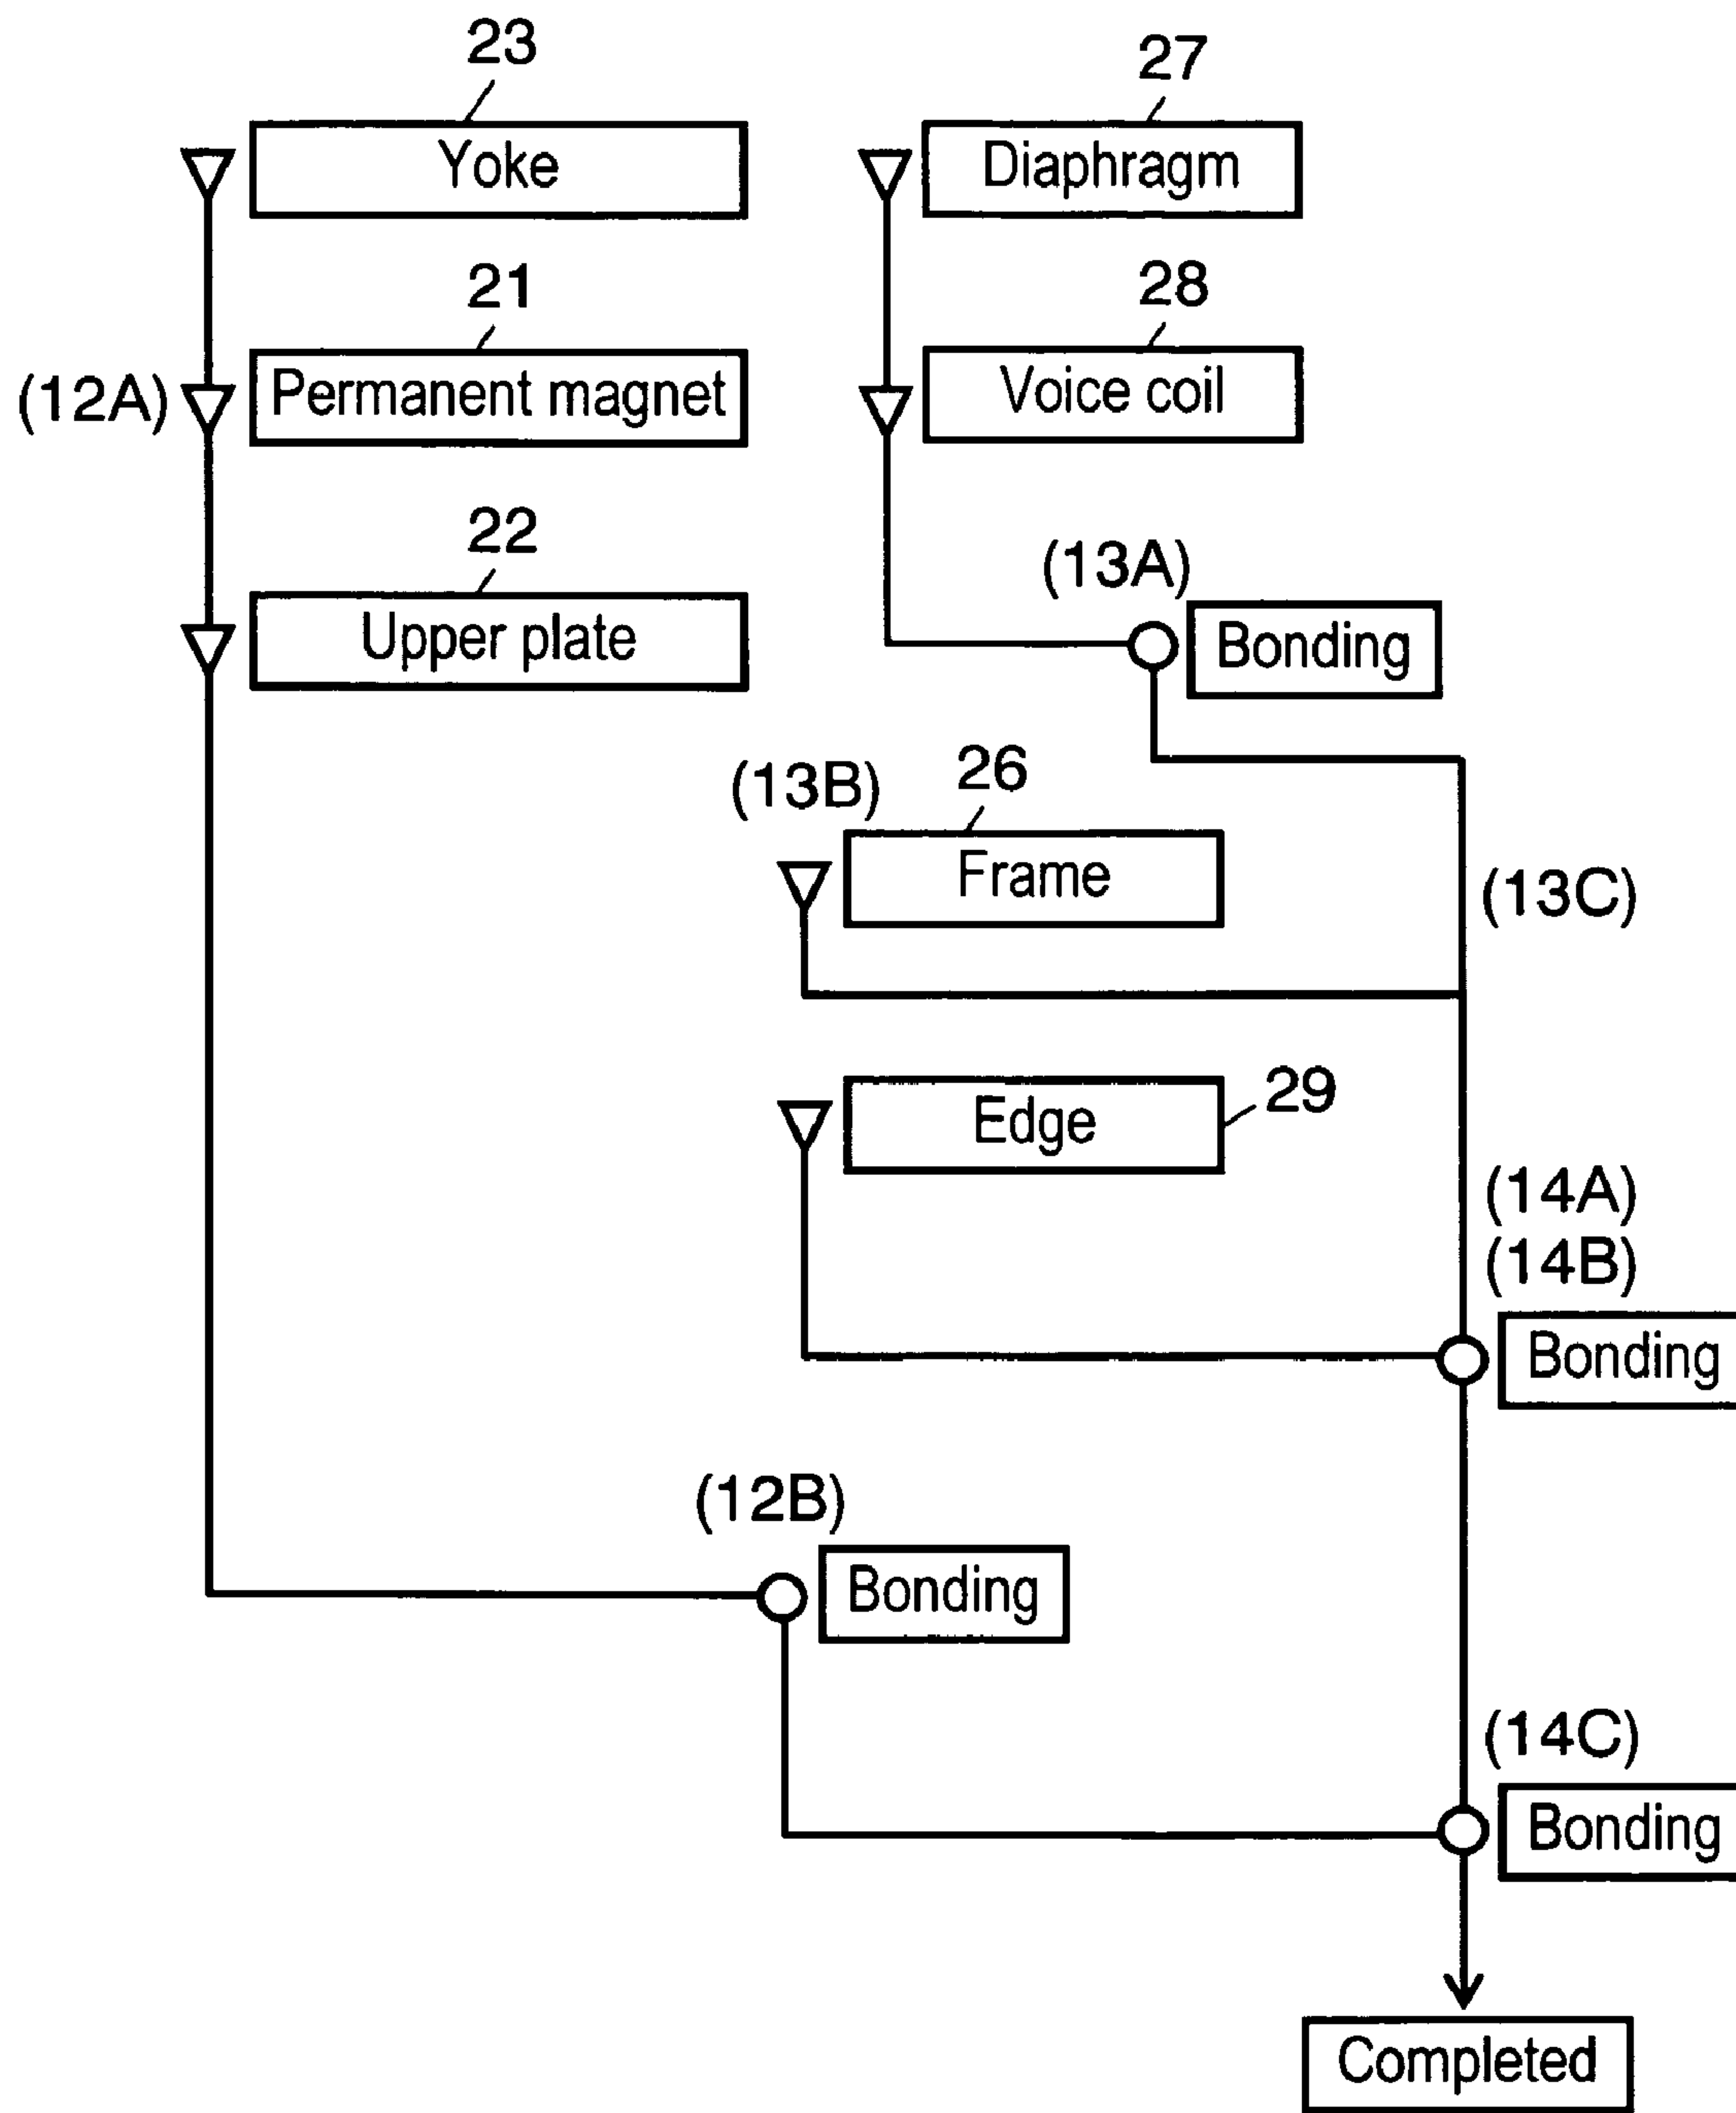 23
27
Yoke
Diaphragm
21
28
(12A)
Permanent magnet
Voice coil
22
(13A)
Upper plate
Bonding
(13B)
26
Frame
(13C)
Edge
29
(14A)
(14B)
Bonding
(12B)
Bonding
(14C)
Bonding
Completed